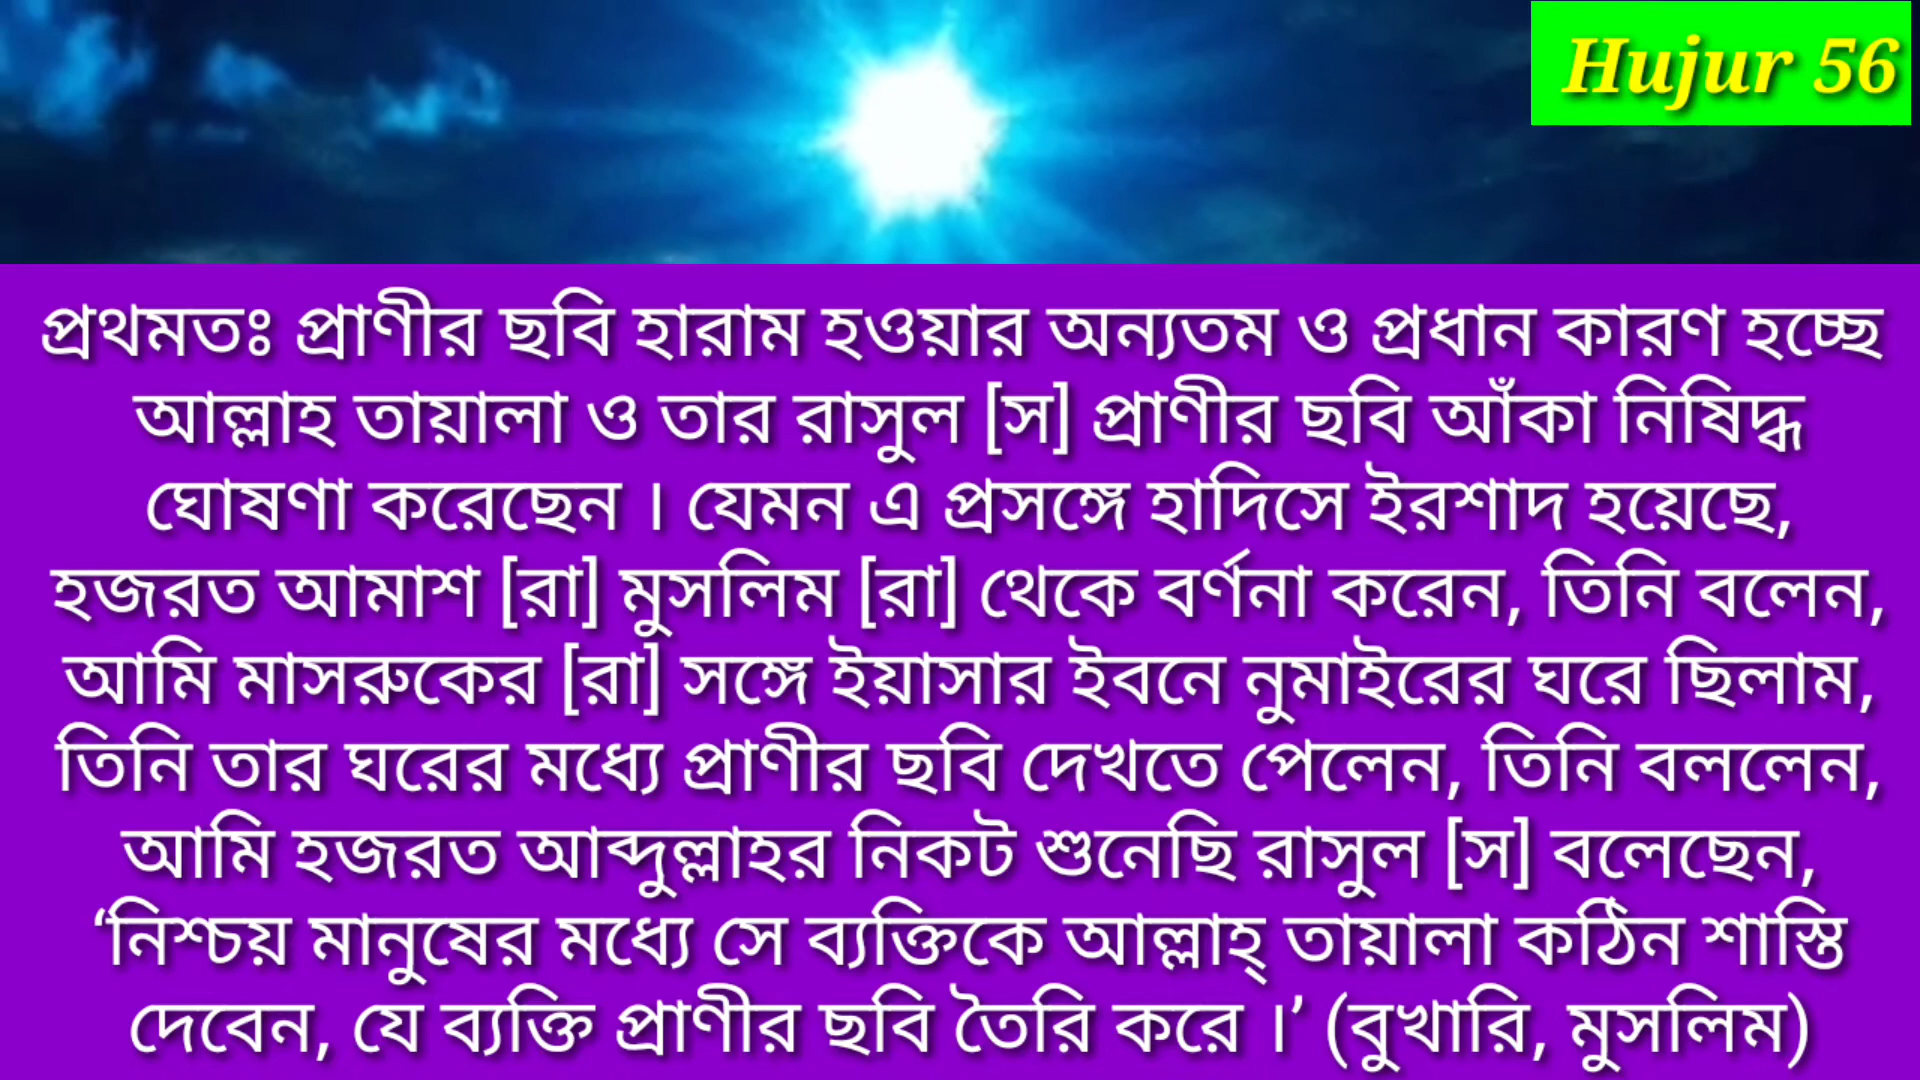 Hujur 56
প্রথমতঃ প্রাণীর ছবি হারাম হওয়ার অন্যতম ও প্রধান কারণ হচ্ছে
আল্লাহ তায়ালা ও তার রাসুল [স] প্রাণীর ছবি আঁকা নিষিদ্ধ
ঘোষণা করেছেন । যেমন এ প্রসঙ্গে হাদিসে ইরশাদ হয়েছে,
হজরত আমাশ [রা] মুসলিম [রা] থেকে বর্ণনা করেন, তিনি বলেন,
আমি মাসরুকের [রা] সঙ্গে ইয়াসার ইবনে নুমাইরের ঘরে ছিলাম,
তিনি তার ঘরের মধ্যে প্রাণীর ছবি দেখতে পেলেন, তিনি বললেন,
আমি হজরত আব্দুল্লাহর নিকট শুনেছি রাসুল [স] বলেছেন,
‘নিশ্চয় মানুষের মধ্যে সে ব্যক্তিকে আল্লাহ্ তায়ালা কঠিন শাস্তি
দেবেন, যে ব্যক্তি প্রাণীর ছবি তৈরি করে ।’ (বুখারি, মুসলিম)